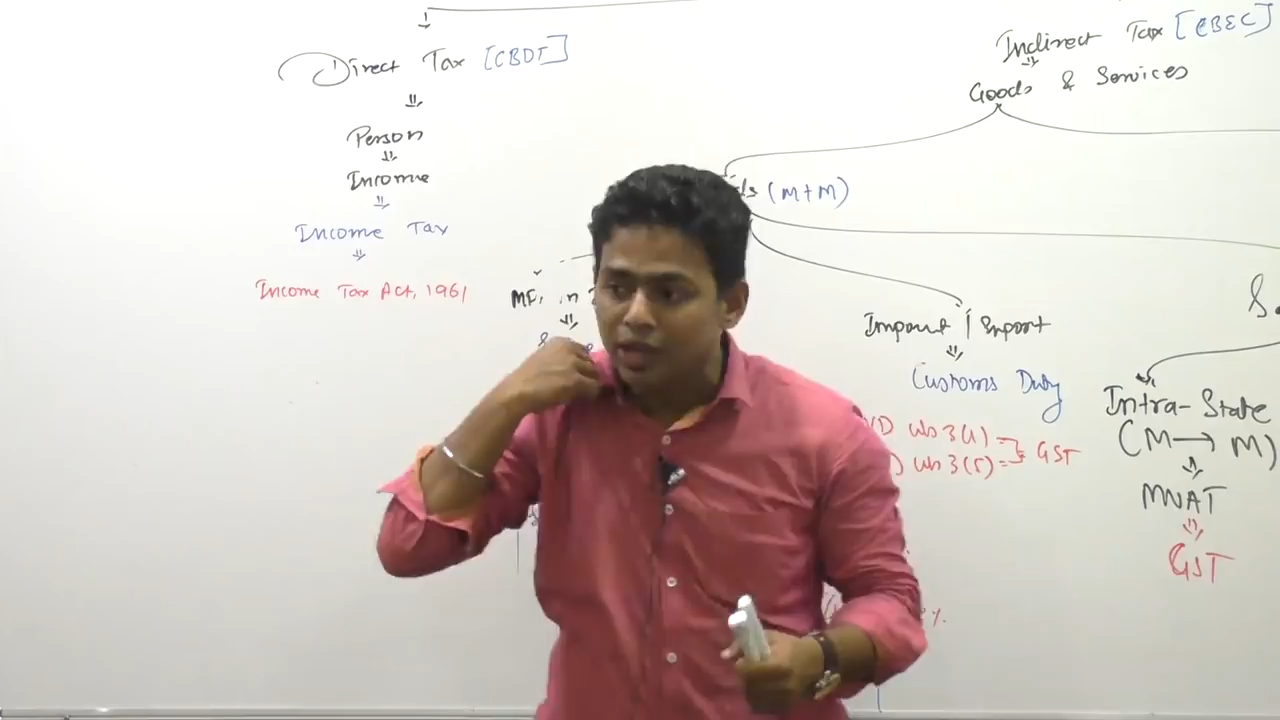 Direct Tax [CBDT]
Person
Income
Income Tax
Income Tax Act, 1961
Indirect Tax [CBEC]
Goods & Services
(M+M)
in
Import | Export
Customs Duty
u/s 3(1) =
u/s 3(5) = GST
Intra-State
(M → M)
MVAT
GST
%